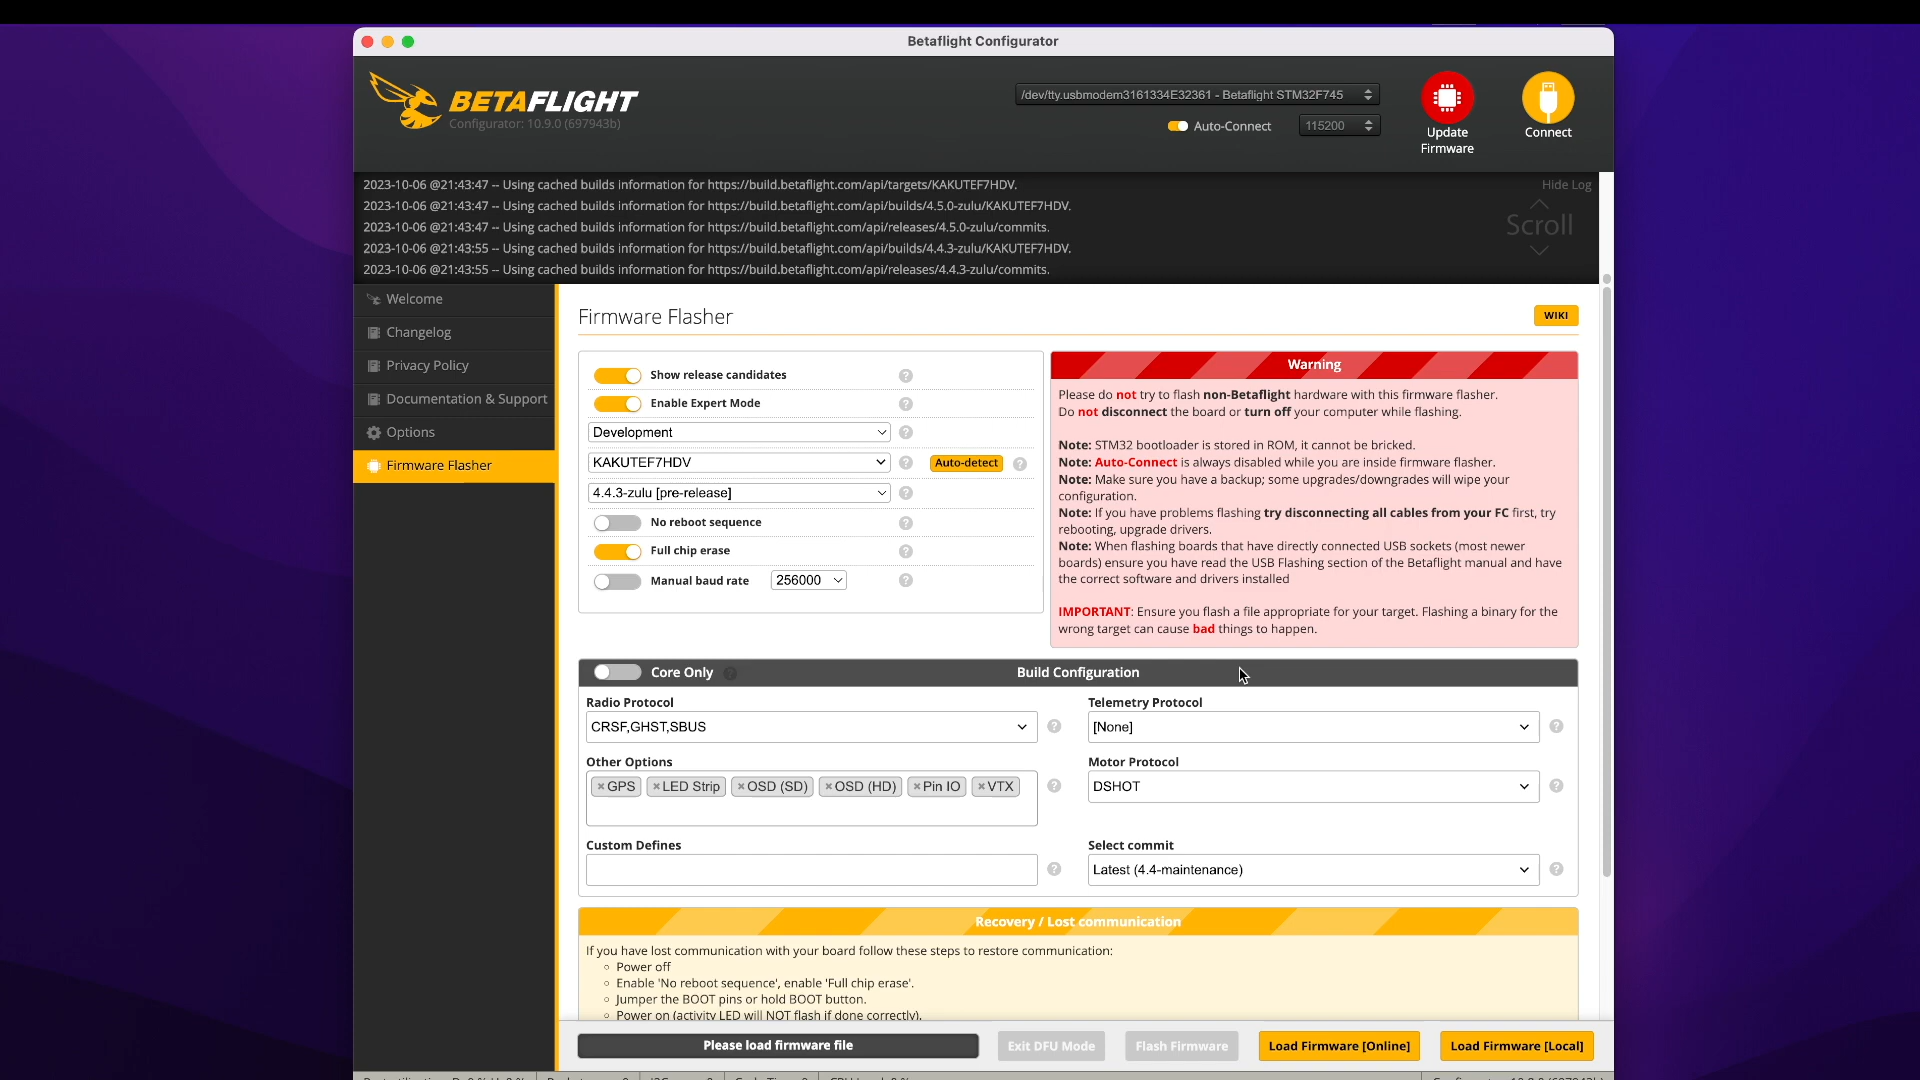 Betaflight Configurator
BETAFLIGHT
Configurator: 10.9.0 (697943b)
/dev/tty.usbmodem3161334E32361 - Betaflight STM32F745
Auto-Connect
115200
Update
Firmware
Connect
2023-10-06 @21:43:47 -- Using cached builds information for https://build.betaflight.com/api/targets/KAKUTEF7HDV.
2023-10-06 @21:43:47 -- Using cached builds information for https://build.betaflight.com/api/builds/4.5.0-zulu/KAKUTEF7HDV.
2023-10-06 @21:43:47 -- Using cached builds information for https://build.betaflight.com/api/releases/4.5.0-zulu/commits.
2023-10-06 @21:43:55 -- Using cached builds information for https://build.betaflight.com/api/builds/4.4.3-zulu/KAKUTEF7HDV.
2023-10-06 @21:43:55 -- Using cached builds information for https://build.betaflight.com/api/releases/4.4.3-zulu/commits.
Hide Log
Scroll
Welcome
Changelog
Privacy Policy
Documentation & Support
Options
Firmware Flasher
Firmware Flasher
WIKI
Show release candidates
Enable Expert Mode
Development
KAKUTEF7HDV
Auto-detect
4.4.3-zulu [pre-release]
No reboot sequence
Full chip erase
Manual baud rate 256000
Warning
Please do not try to flash non-Betaflight hardware with this firmware flasher.
Do not disconnect the board or turn off your computer while flashing.
Note: STM32 bootloader is stored in ROM, it cannot be bricked.
Note: Auto-Connect is always disabled while you are inside firmware flasher.
Note: Make sure you have a backup; some upgrades/downgrades will wipe your
configuration.
Note: If you have problems flashing try disconnecting all cables from your FC first, try
rebooting, upgrade drivers.
Note: When flashing boards that have directly connected USB sockets (most newer
boards) ensure you have read the USB Flashing section of the Betaflight manual and have
the correct software and drivers installed
IMPORTANT: Ensure you flash a file appropriate for your target. Flashing a binary for the
wrong target can cause bad things to happen.
Core Only
Build Configuration
Radio Protocol
CRSF,GHST,SBUS
Telemetry Protocol
[None]
Other Options
×GPS ×LED Strip ×OSD (SD) ×OSD (HD) ×Pin IO ×VTX
Motor Protocol
DSHOT
Custom Defines
Select commit
Latest (4.4-maintenance)
Recovery / Lost communication
If you have lost communication with your board follow these steps to restore communication:
Power off
Enable 'No reboot sequence', enable 'Full chip erase'.
Jumper the BOOT pins or hold BOOT button.
Power on (activity LED will NOT flash if done correctly).
Please load firmware file
Exit DFU Mode
Flash Firmware
Load Firmware [Online]
Load Firmware [Local]